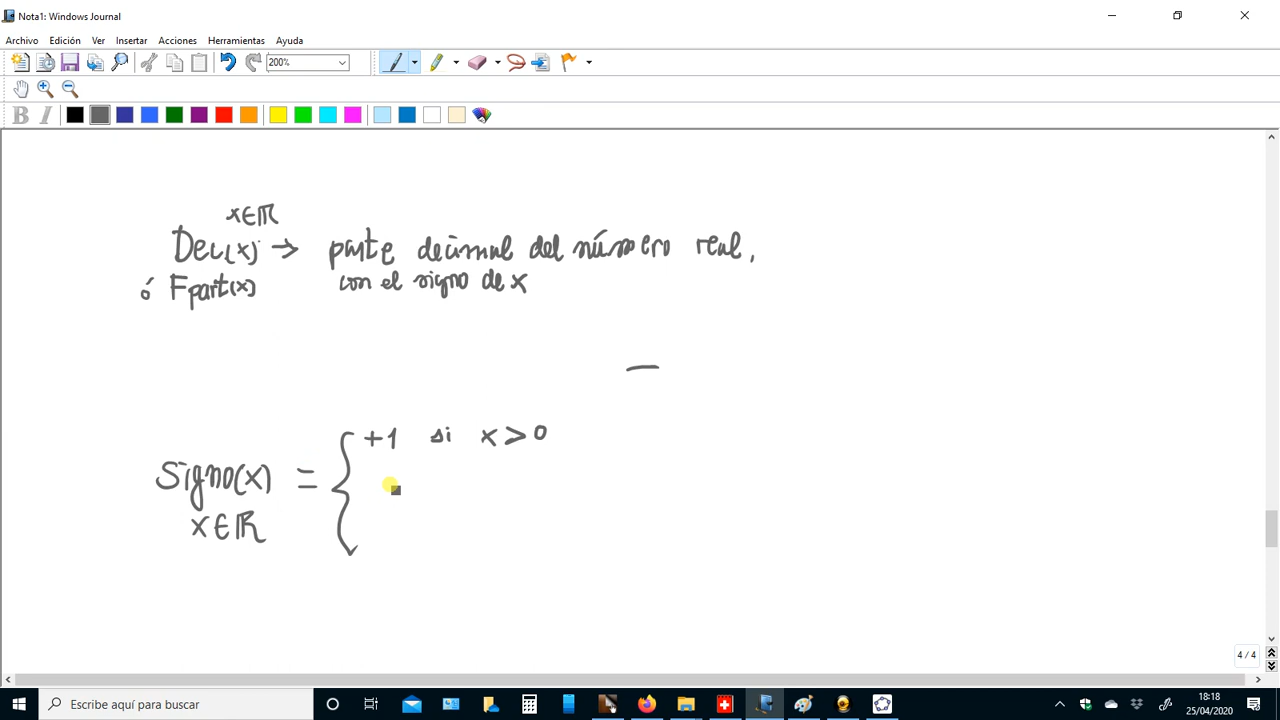 Nota1: Windows Journal
Archivo Edición Ver Insertar Acciones Herramientas Ayuda
200%
B I
x∈ℝ
Dec(x) → parte decimal del número real,
ó Fpart(x) con el signo de x
—
Signo(x) = { +1 si x > 0
x∈ℝ
4 / 4
Escribe aquí para buscar
18:18
25/04/2020